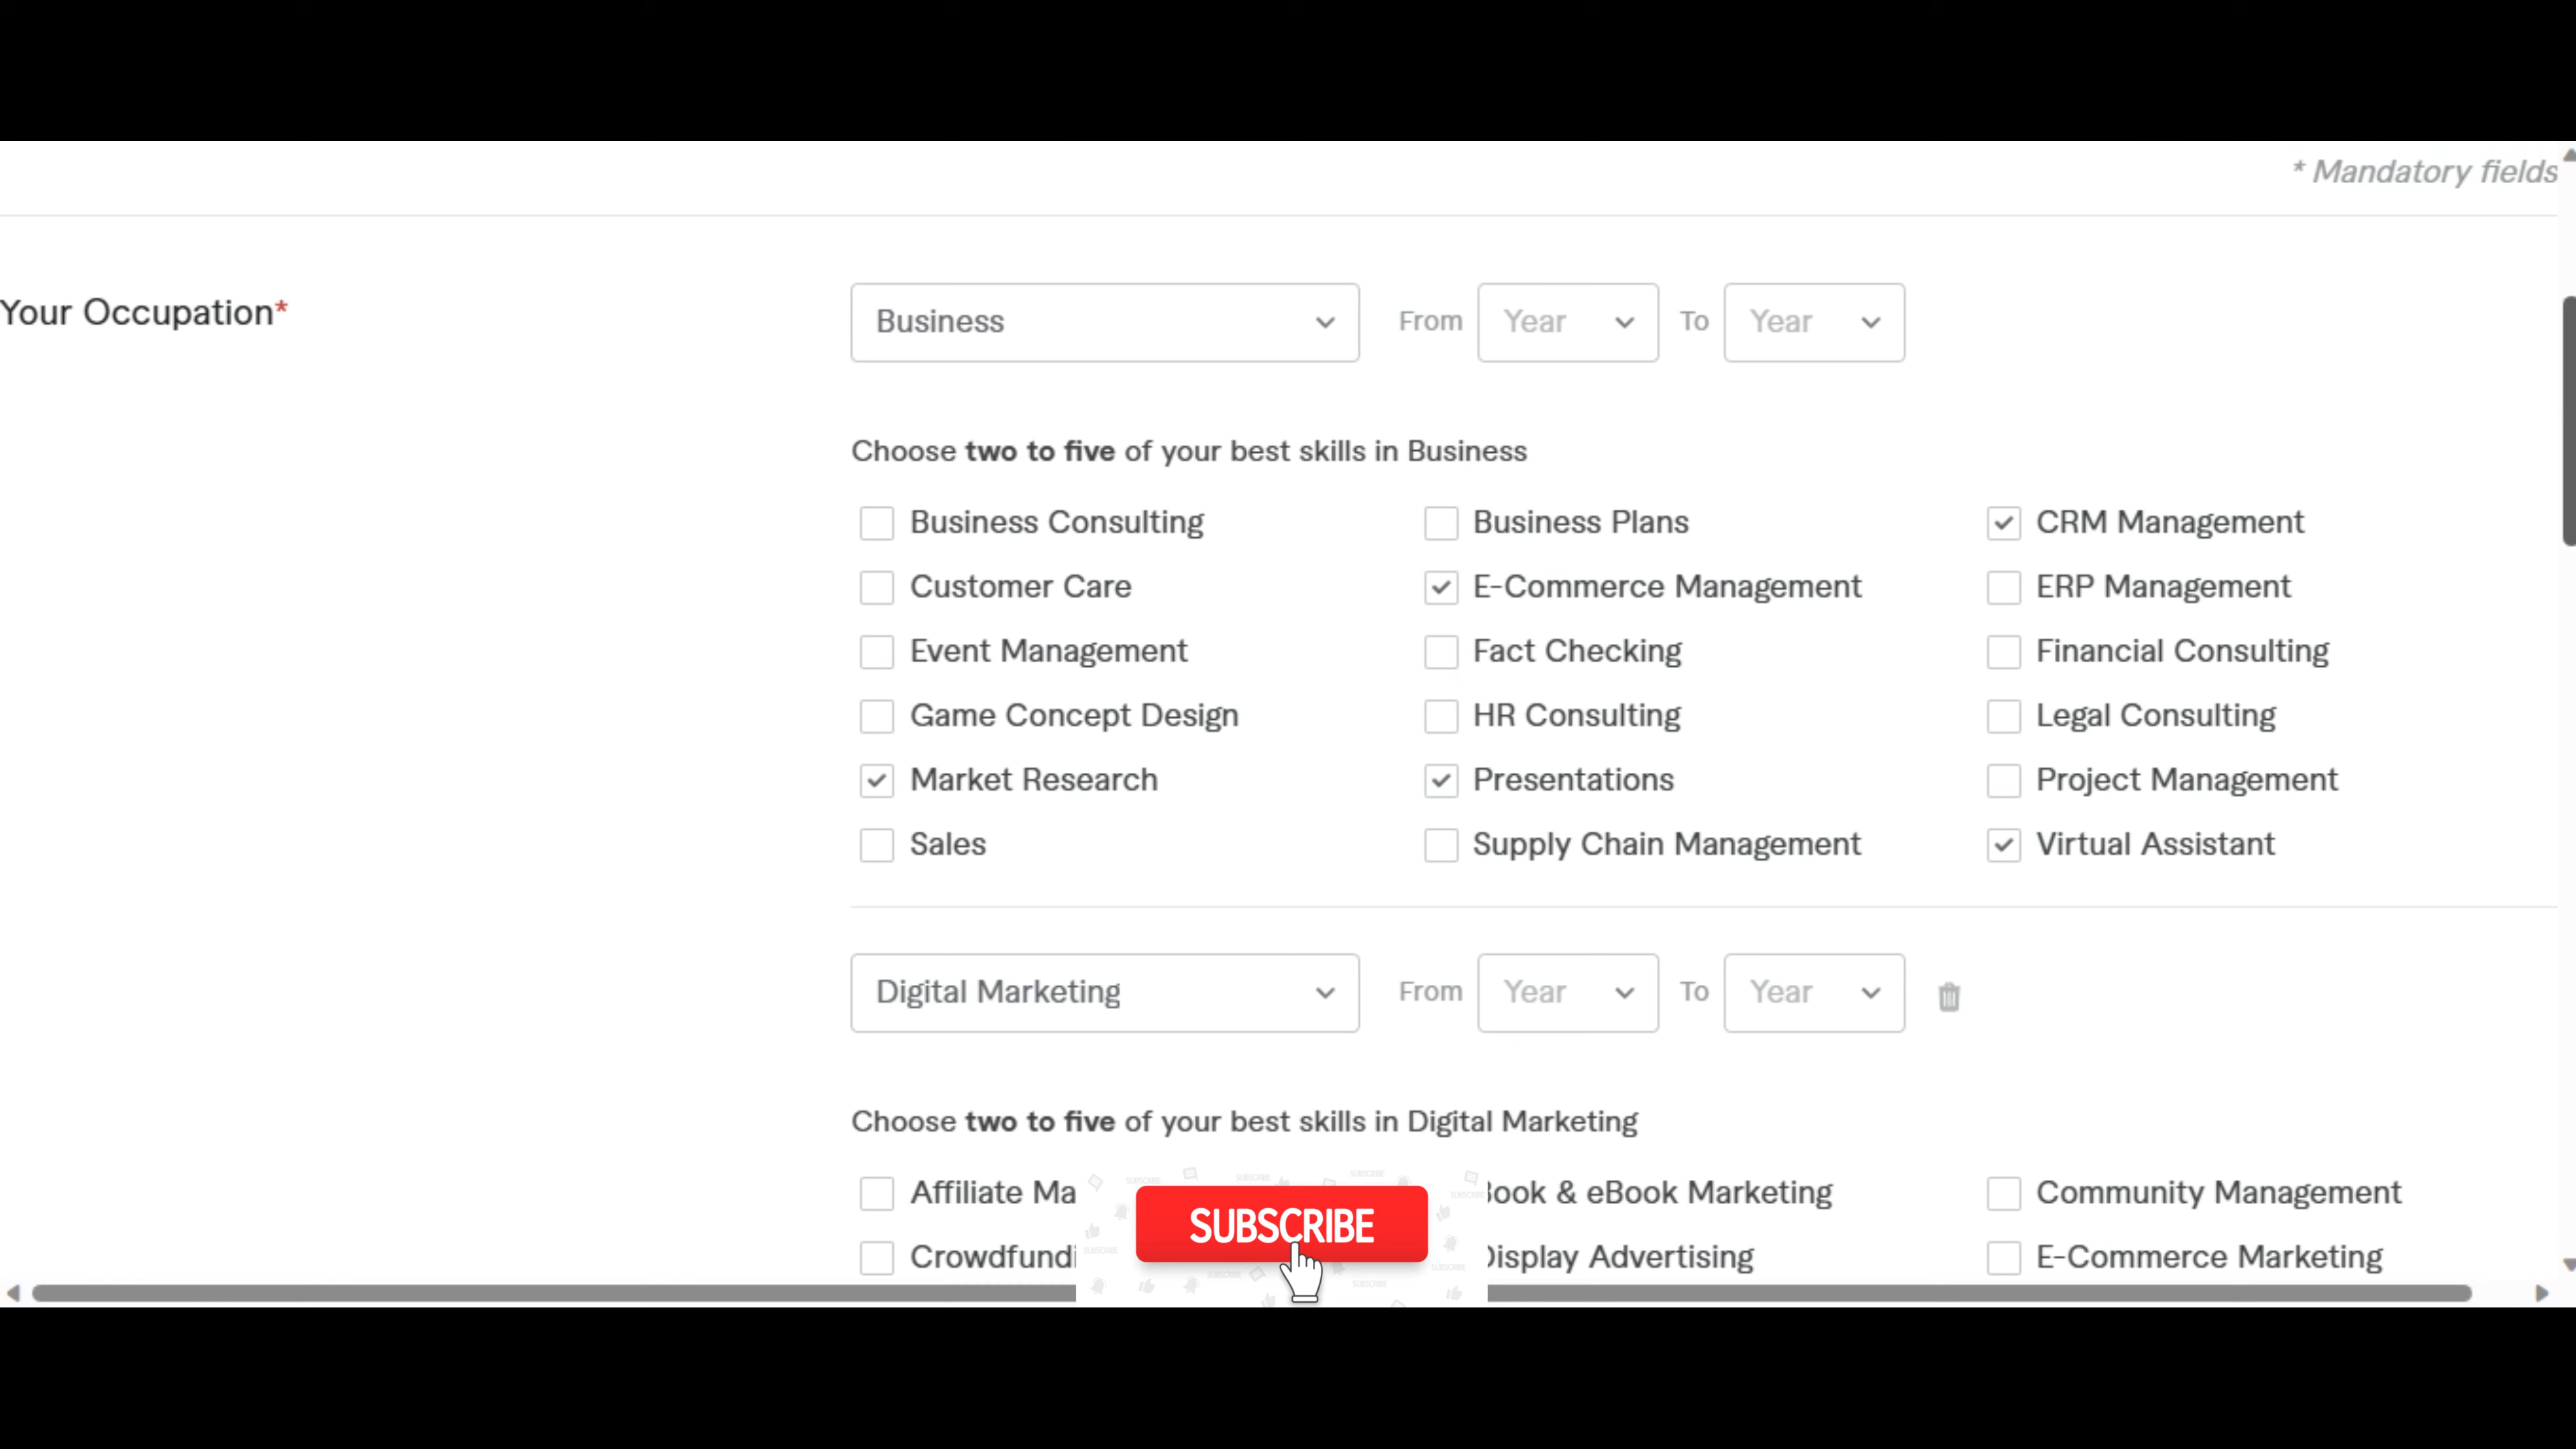 * Mandatory fields
Your Occupation*
Business From Year To Year
Choose two to five of your best skills in Business
Business Consulting Business Plans CRM Management
Customer Care E-Commerce Management ERP Management
Event Management Fact Checking Financial Consulting
Game Concept Design HR Consulting Legal Consulting
Market Research Presentations Project Management
Sales Supply Chain Management Virtual Assistant
Digital Marketing From Year To Year
Choose two to five of your best skills in Digital Marketing
Affiliate Ma ook & eBook Marketing Community Management
SUBSCRIBE
Crowdfundi isplay Advertising E-Commerce Marketing